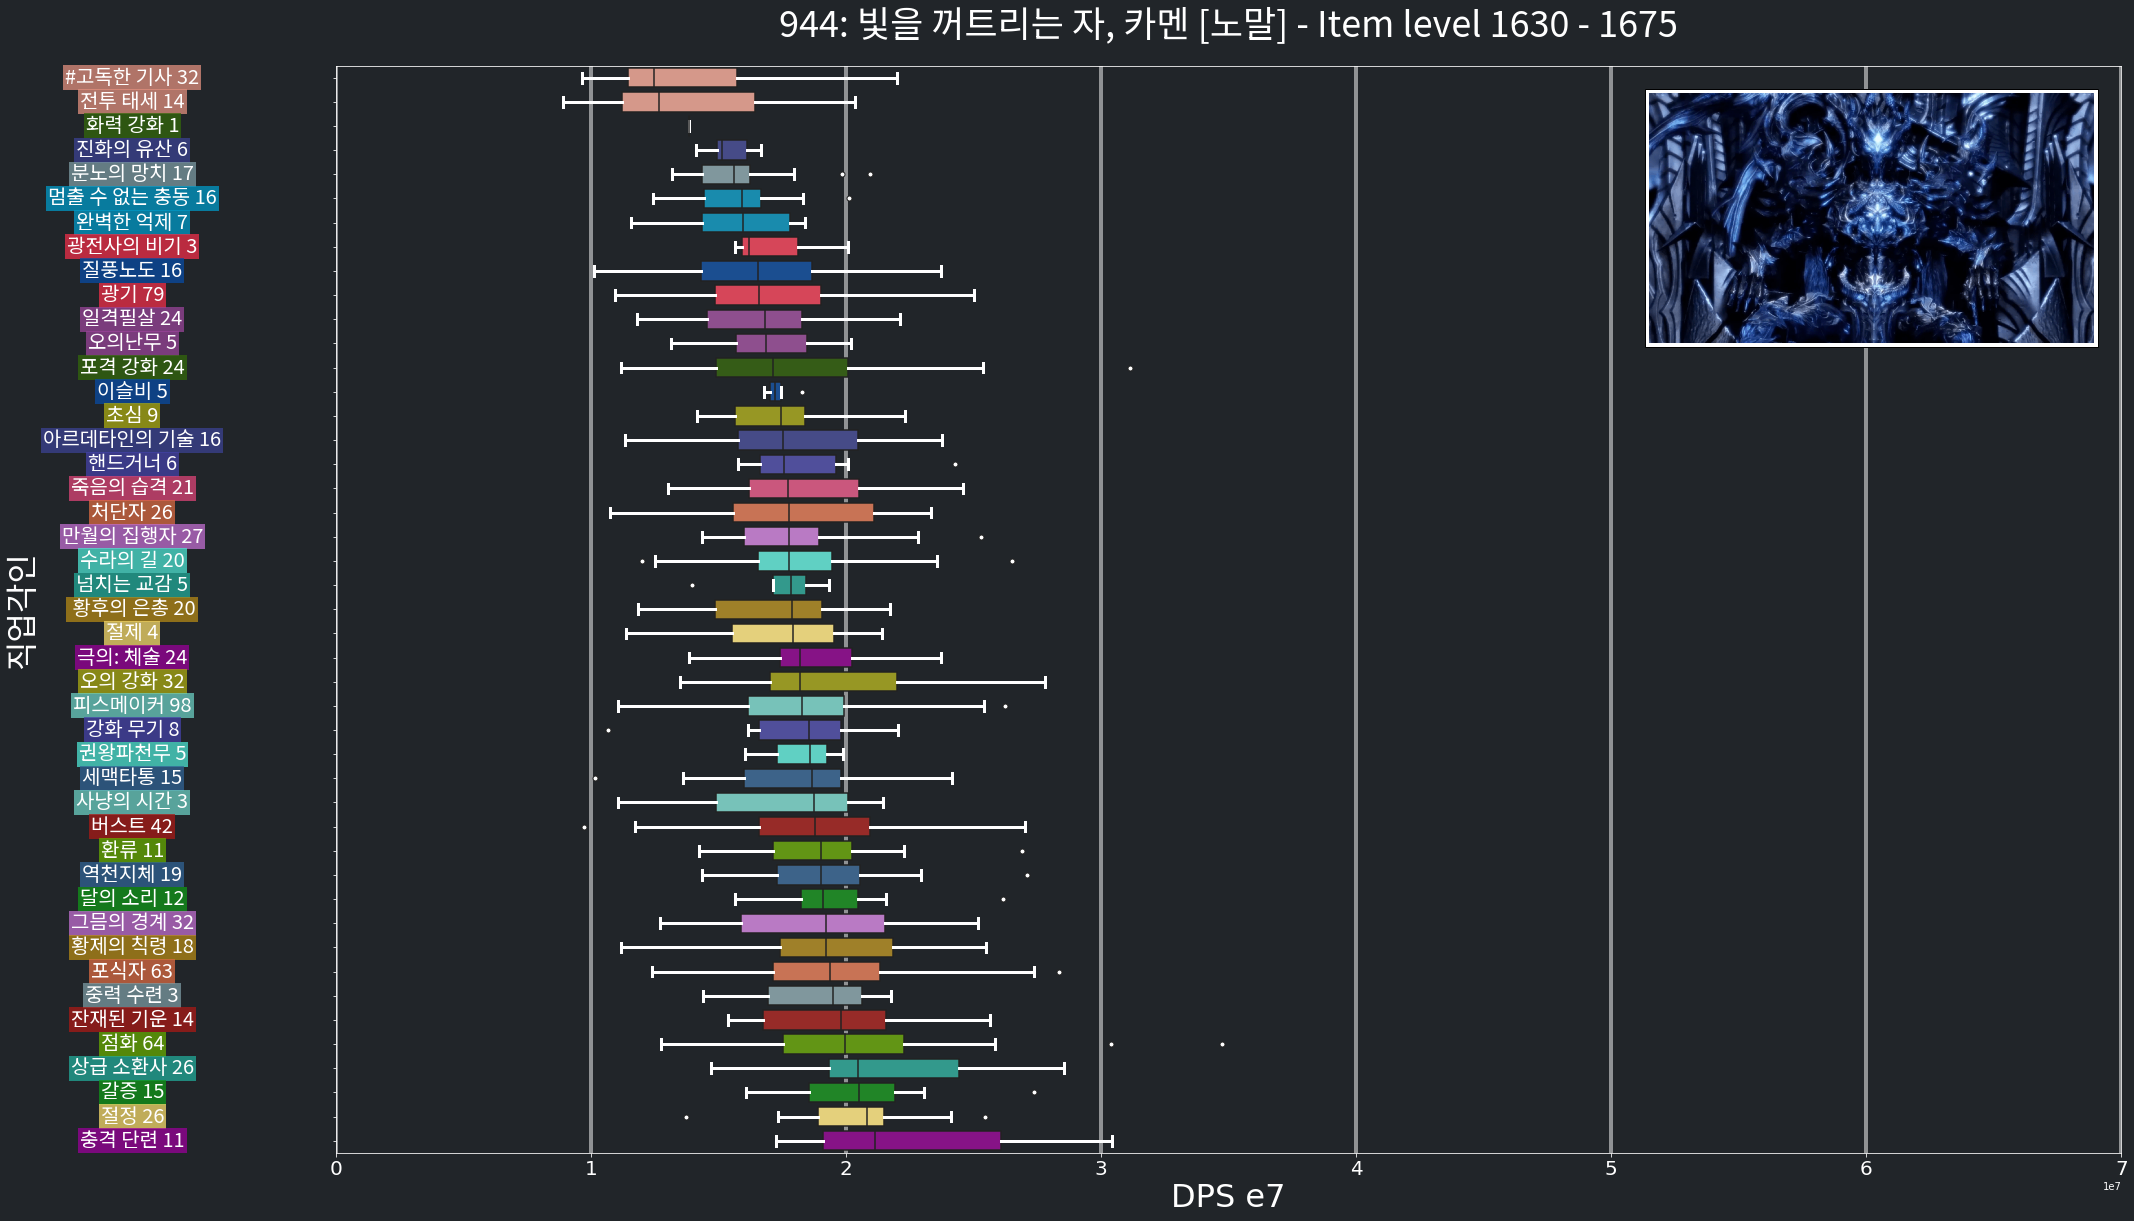 944: 빛을 꺼트리는 자, 카멘 [노말] - Item level 1630 - 1675
직업각인
#고독한 기사 32
전투 태세 14
화력 강화 1
진화의 유산 6
분노의 망치 17
멈출 수 없는 충동 16
완벽한 억제 7
광전사의 비기 3
질풍노도 16
광기 79
일격필살 24
오의난무 5
포격 강화 24
이슬비 5
초심 9
아르데타인의 기술 16
핸드거너 6
죽음의 습격 21
처단자 26
만월의 집행자 27
수라의 길 20
넘치는 교감 5
황후의 은총 20
절제 4
극의: 체술 24
오의 강화 32
피스메이커 98
강화 무기 8
권왕파천무 5
세맥타통 15
사냥의 시간 3
버스트 42
환류 11
역천지체 19
달의 소리 12
그믐의 경계 32
황제의 칙령 18
포식자 63
중력 수련 3
잔재된 기운 14
점화 64
상급 소환사 26
갈증 15
절정 26
충격 단련 11
0 1 2 3 4 5 6 7
1e7
DPS e7